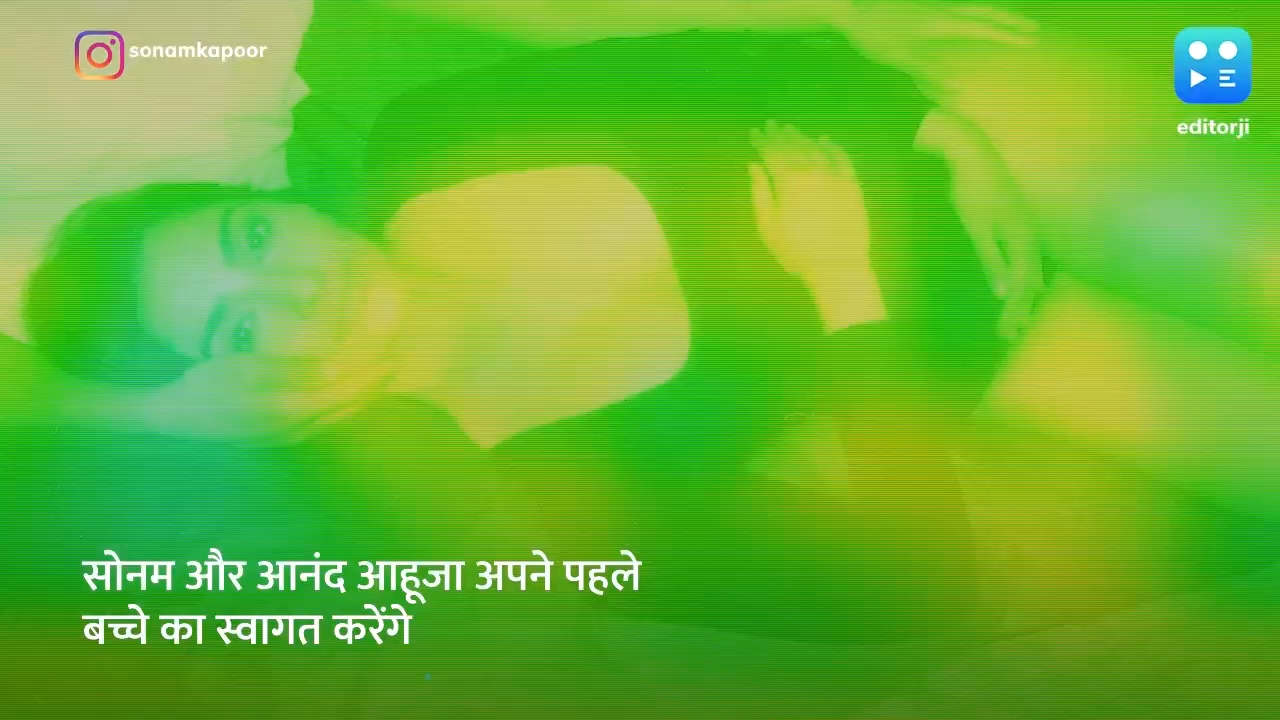 sonamkapoor
editorji
सोनम और आनंद आहूजा अपने पहले
बच्चे का स्वागत करेंगे